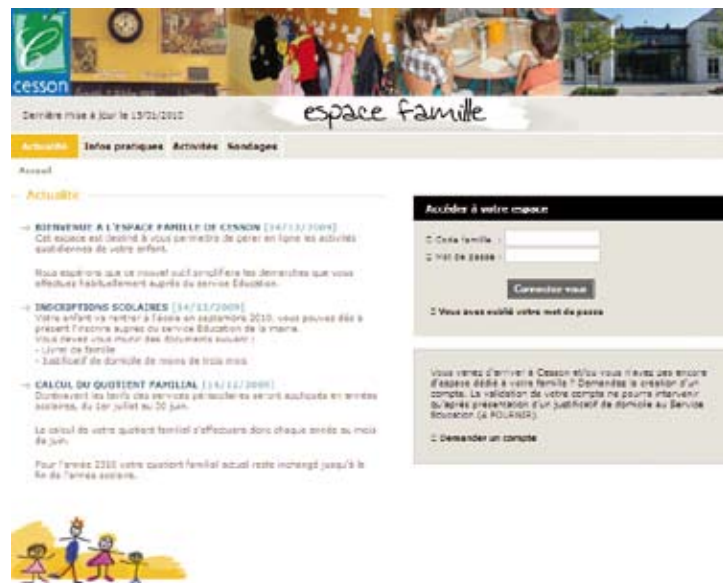 cesson
Dernière mise à jour le 15/01/2010
espace famille
Actualité Infos pratiques Activités Sondages
Accueil
Actualité
BIENVENUE A L'ESPACE FAMILLE DE CESSON [14/12/2009]
Cet espace est destiné à vous permettre de gérer en ligne les activités
quotidiennes de votre enfant.
Nous espérons que ce nouvel outil simplifiera les démarches que vous
effectuez habituellement auprès du service Education.
INSCRIPTIONS SCOLAIRES [14/12/2009]
Votre enfant va rentrer à l'école en septembre 2010, vous pouvez dès à
présent l'inscrire auprès du service Education de la mairie.
Vous devez vous munir des documents suivant :
- Livret de famille
- Justificatif de domicile de moins de trois mois
CALCUL DU QUOTIENT FAMILIAL [14/12/2009]
Dorénavant les tarifs des services périscolaires seront appliqués en années
scolaires, du 1er juillet au 30 juin.
Le calcul de votre quotient familial s'effectuera donc chaque année au mois
de juin.
Pour l'année 2010 votre quotient familial actuel reste inchangé jusqu'à la
fin de l'année scolaire.
Accéder à votre espace
Code famille :
Mot de passe :
Connectez-vous
Vous avez oublié votre mot de passe
Vous venez d'arriver à Cesson et/ou vous n'avez pas encore
d'espace dédié à votre famille ? Demandez la création d'un
compte. La validation de votre compte ne pourra intervenir
qu'après présentation d'un justificatif de domicile au Service
Education (à FOURNIR).
Demander un compte